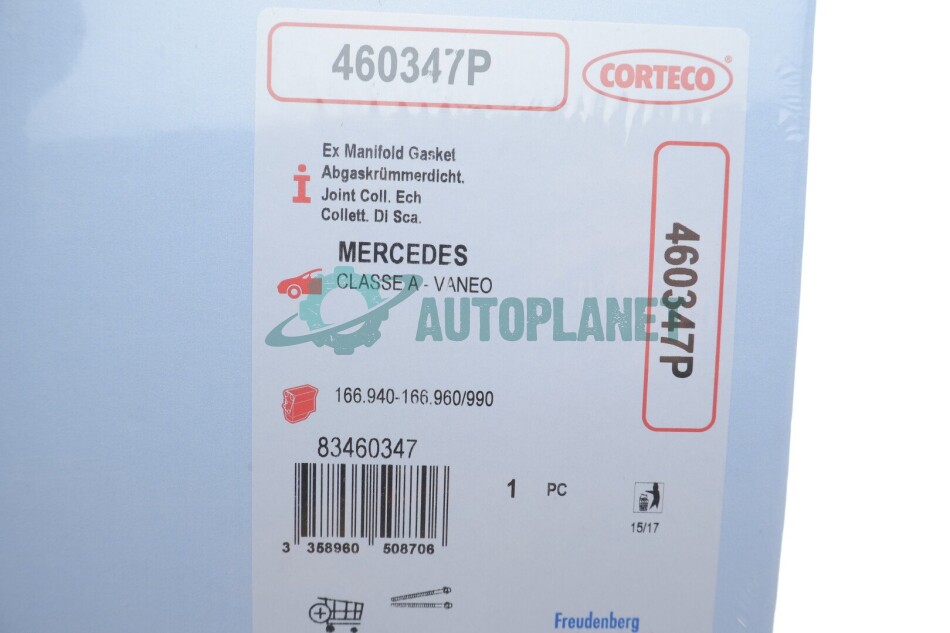 460347P
CORTECO®
Ex Manifold Gasket
Abgaskrümmerdicht.
Joint Coll. Ech
Collett. Di Sca.
460347P
MERCEDES
CLASSE A - VANEO
AUTOPLANET
166.940-166.960/990
83460347
1 PC
15/17
3 358960 508706
Freudenberg